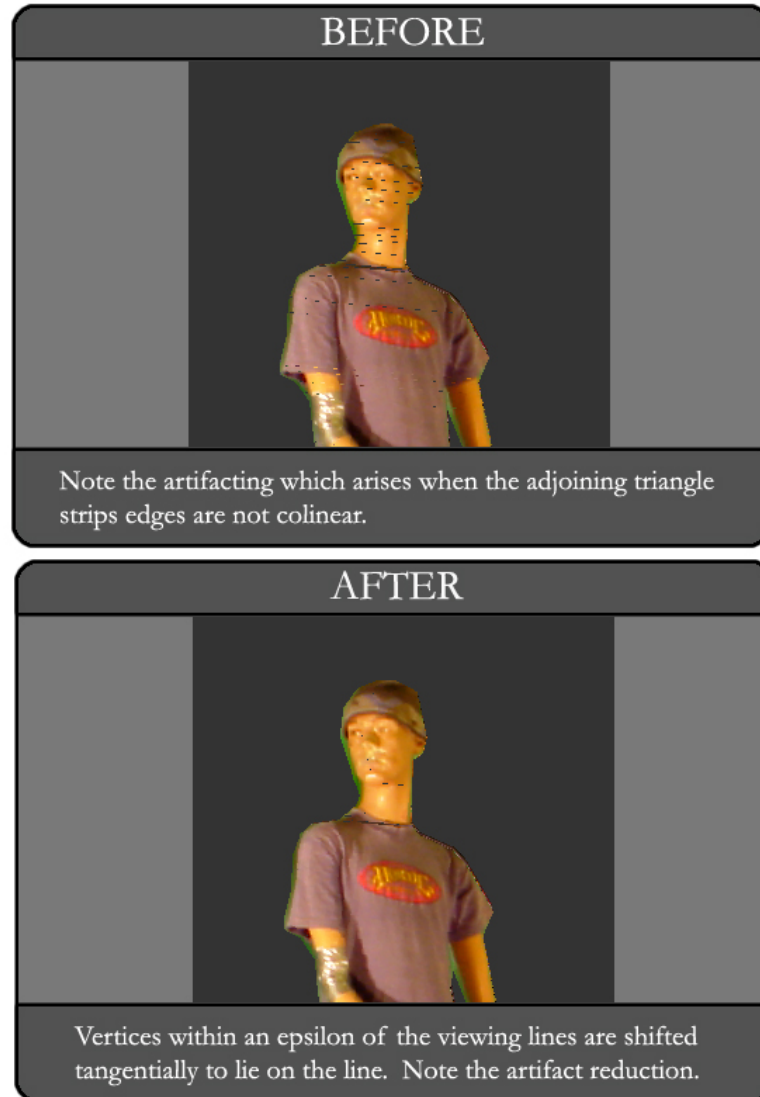 BEFORE
Note the artifacting which arises when the adjoining triangle
strips edges are not colinear.
AFTER
Vertices within an epsilon of the viewing lines are shifted
tangentially to lie on the line. Note the artifact reduction.